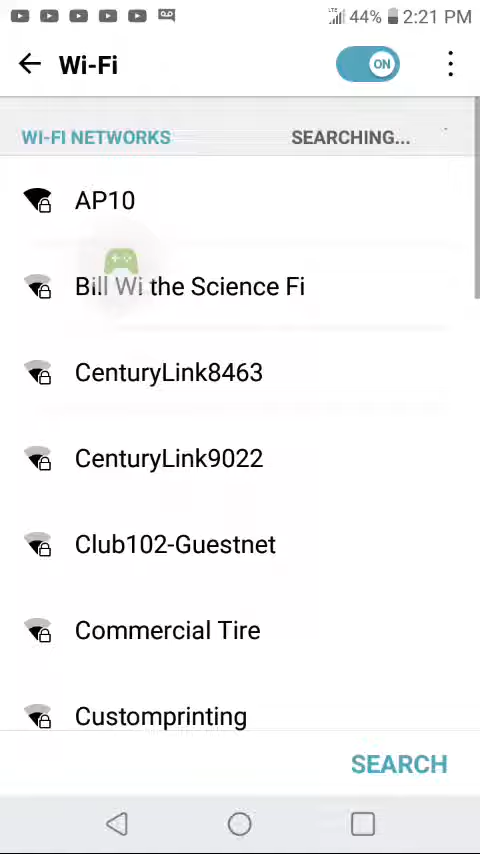 LTE 44% 2:21 PM
Wi-Fi ON
WI-FI NETWORKS SEARCHING...
AP10
Bill Wi the Science Fi
CenturyLink8463
CenturyLink9022
Club102-Guestnet
Commercial Tire
Customprinting
SEARCH